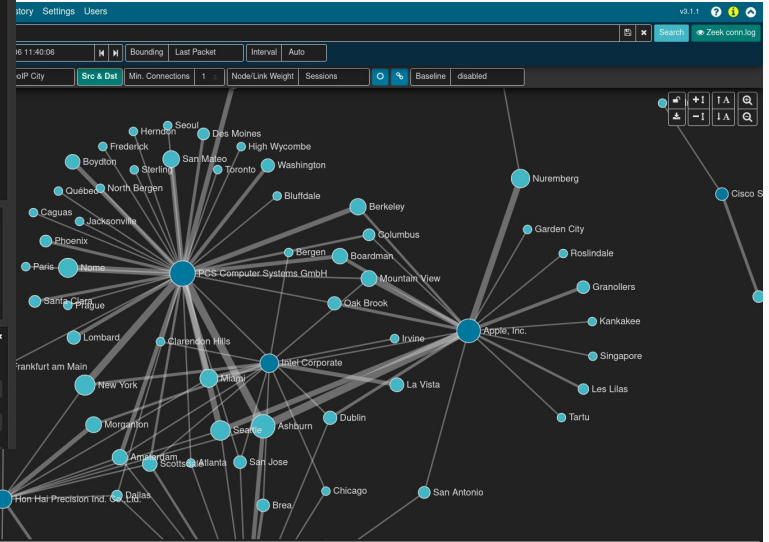 story Settings Users v3.1.1
Search Zeek conn.log
06 11:40:06 Bounding Last Packet Interval Auto
oIP City Src & Dst Min. Connections 1 Node/Link Weight Sessions Baseline disabled
Seoul
Herndon
Des Moines
Frederick
High Wycombe
Boydton
San Mateo
Sterling
Toronto
Washington
Nuremberg
Québec
North Bergen
Bluffdale
Cisco S
Caguas
Jacksonville
Berkeley
Garden City
Phoenix
Columbus
Bergen
Boardman
Roslindale
Paris
Nome
PCS Computer Systems GmbH
Mountain View
Granollers
Santa Clara
Prague
Oak Brook
Kankakee
Lombard
Clarendon Hills
Irvine
Apple, Inc.
Singapore
Frankfurt am Main
Intel Corporate
New York
Miami
La Vista
Les Lilas
Morganton
Seattle
Ashburn
Dublin
Tartu
Amsterdam
Scottsdale
Atlanta
San Jose
Hon Hai Precision Ind. Co.,Ltd.
Dallas
Brea
Chicago
San Antonio